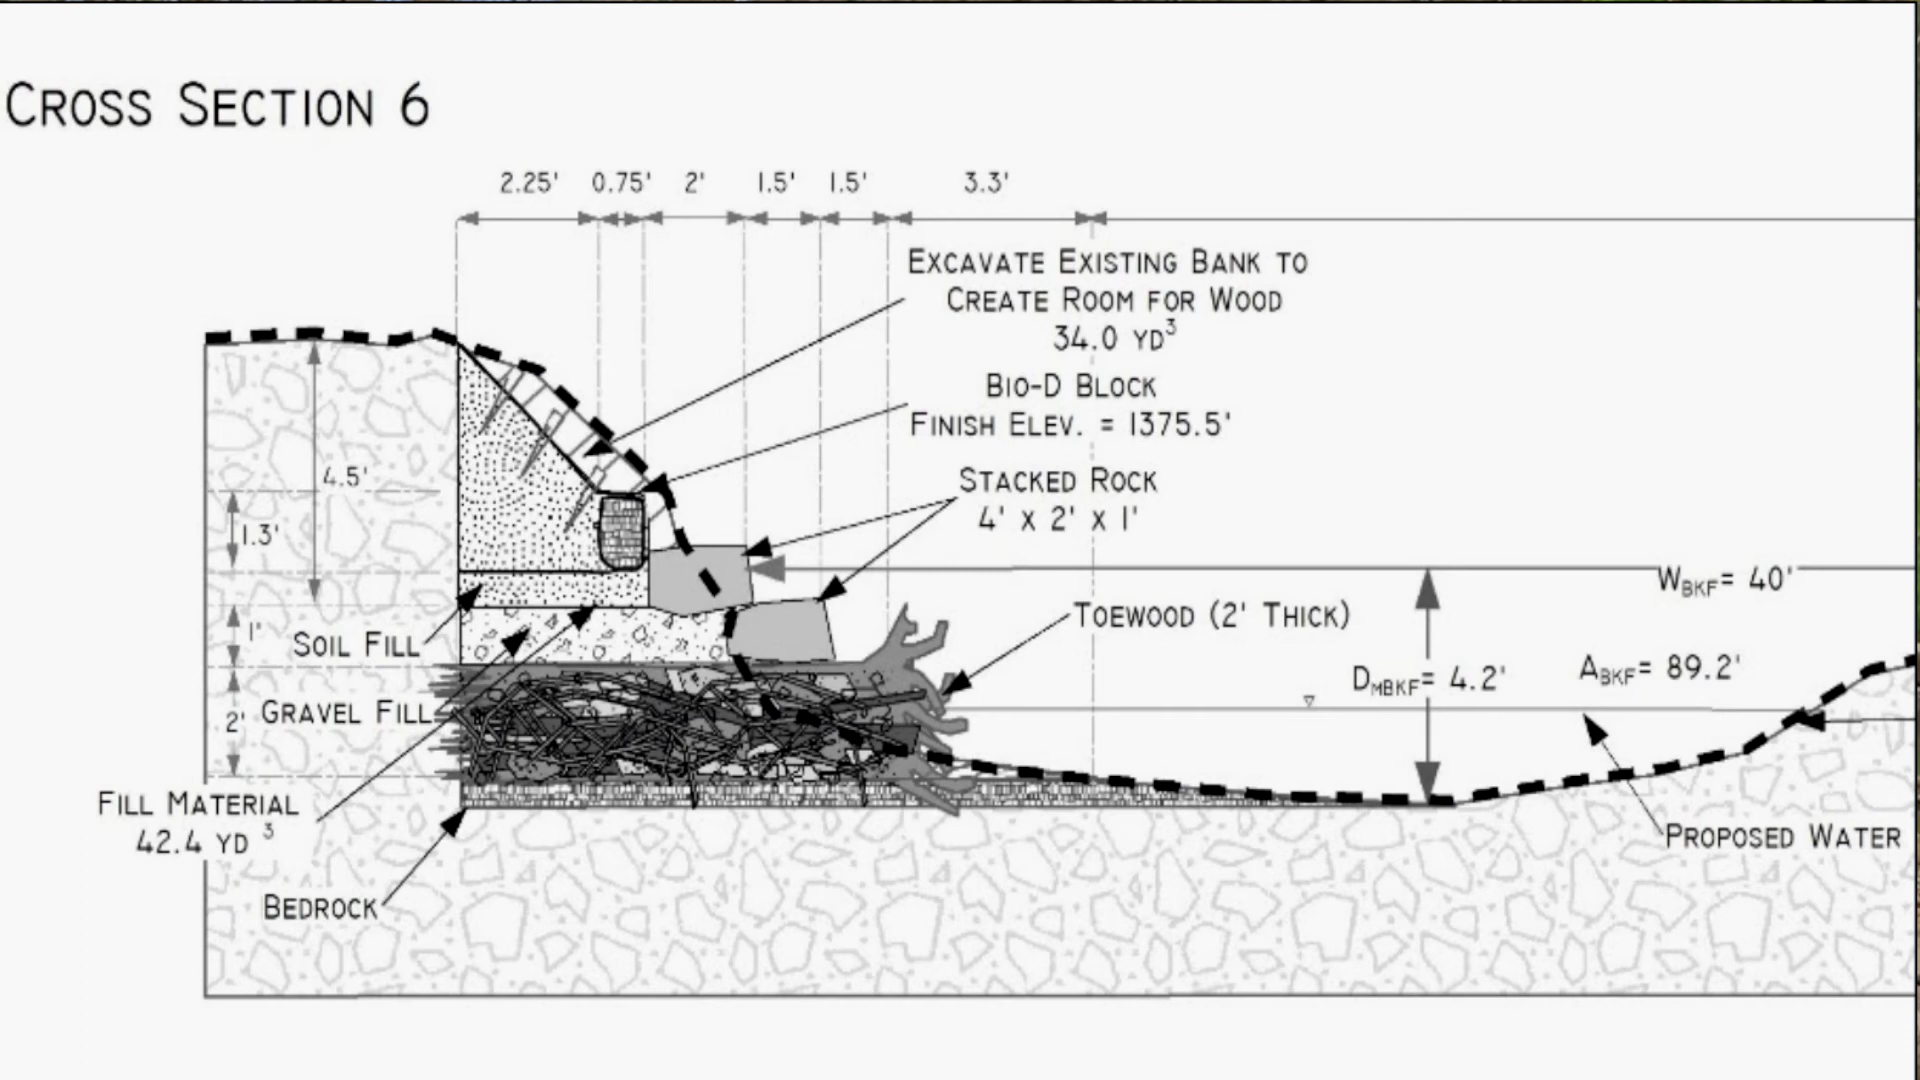 CROSS SECTION 6
2.25' 0.75' 2' 1.5' 1.5' 3.3'
EXCAVATE EXISTING BANK TO
CREATE ROOM FOR WOOD
34.0 YD³
BIO-D BLOCK
FINISH ELEV. = 1375.5'
STACKED ROCK
4' X 2' X 1'
4.5'
1.3'
W_BKF= 40'
TOEWOOD (2' THICK)
1'
SOIL FILL
D_MBKF= 4.2'
A_BKF= 89.2'
2'
GRAVEL FILL
FILL MATERIAL
42.4 YD ³
PROPOSED WATER
BEDROCK